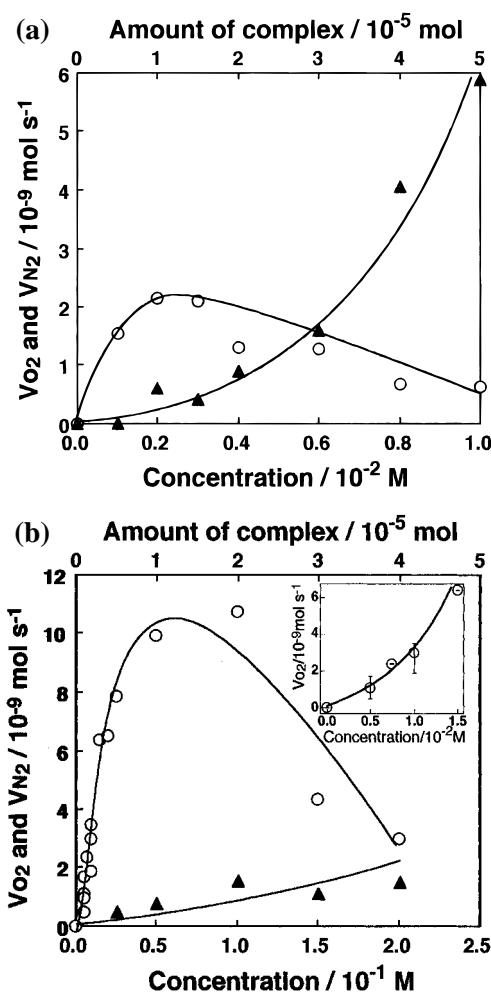 (a) Amount of complex / 10-5 mol
0 1 2 3 4 5
VO2 and VN2 / 10-9 mol s-1
6
5
4
3
2
1
0
0.0 0.2 0.4 0.6 0.8 1.0
Concentration / 10-2 M
(b) Amount of complex / 10-5 mol
0 1 2 3 4 5
VO2 and VN2 / 10-9 mol s-1
12
10
8
6
4
2
0
VO2/10-9mol s-1
6
4
2
0
0.0 0.5 1.0 1.5
Concentration/10-2M
0.0 0.5 1.0 1.5 2.0 2.5
Concentration / 10-1 M